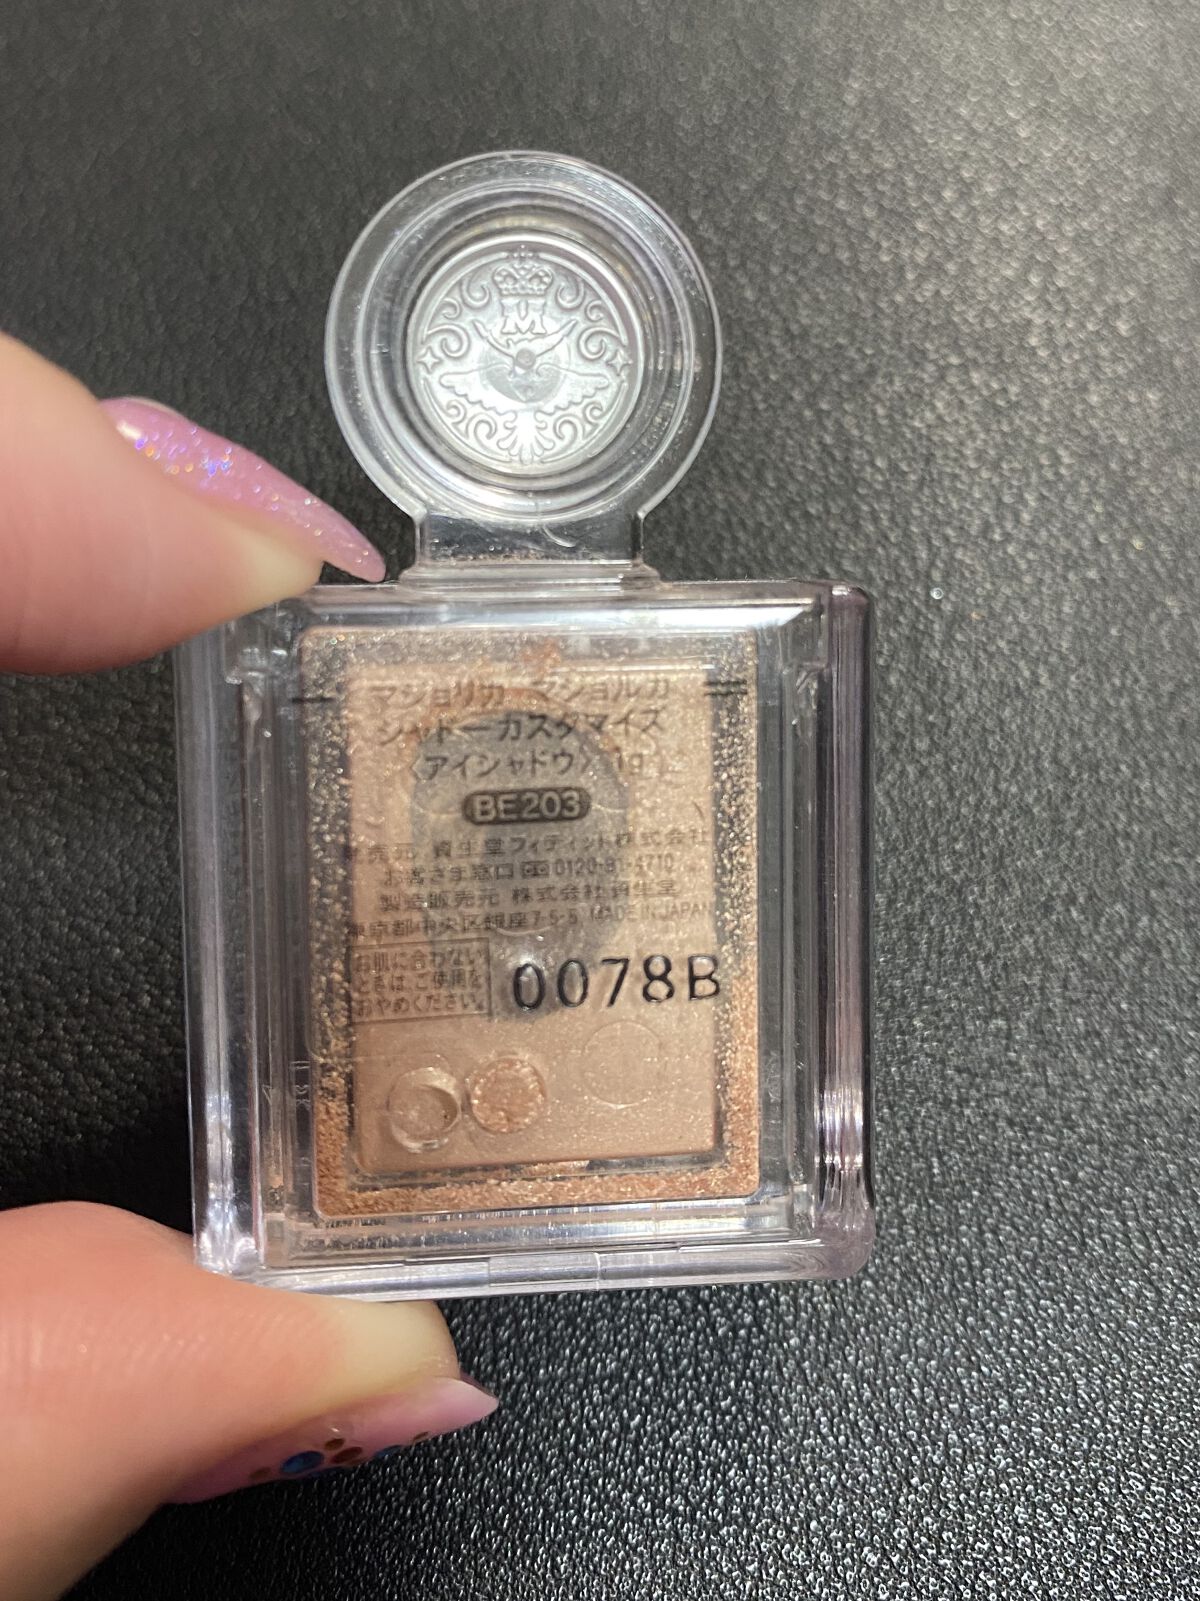 M
マジョリカ マジョルカ
シャドーカスタマイズ
〈アイシャドウ〉 1g
BE203
発売元 資生堂フィティット株式会社
お客さま窓口 0120-81-4710
製造販売元 株式会社資生堂
東京都中央区銀座7-5-5 MADE IN JAPAN
お肌に合わない
ときは、ご使用を
おやめください。
0078B